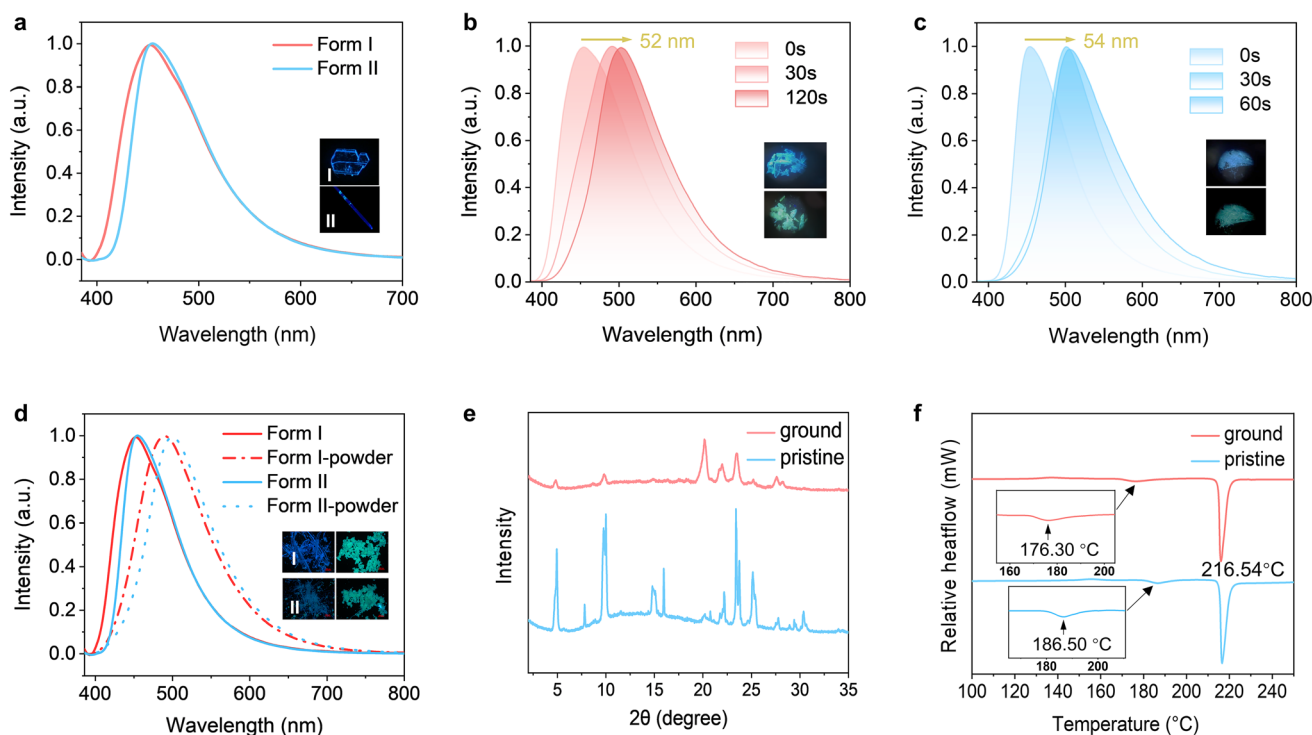 a
Form I
Form II
I
II
Intensity (a.u.)
1.0
0.8
0.6
0.4
0.2
0.0
400 500 600 700
Wavelength (nm)
b
52 nm
0s
30s
120s
Intensity (a.u.)
1.0
0.8
0.6
0.4
0.2
0.0
400 500 600 700 800
Wavelength (nm)
c
54 nm
0s
30s
60s
Intensity (a.u.)
1.0
0.8
0.6
0.4
0.2
0.0
400 500 600 700 800
Wavelength (nm)
d
Form I
Form I-powder
Form II
Form II-powder
I
II
Intensity (a.u.)
1.0
0.8
0.6
0.4
0.2
0.0
400 500 600 700 800
Wavelength (nm)
e
ground
pristine
Intensity
5 10 15 20 25 30 35
2θ (degree)
f
ground
pristine
Relative heatflow (mW)
176.30 °C
160 180 200
216.54°C
186.50 °C
180 200
100 120 140 160 180 200 220 240
Temperature (°C)